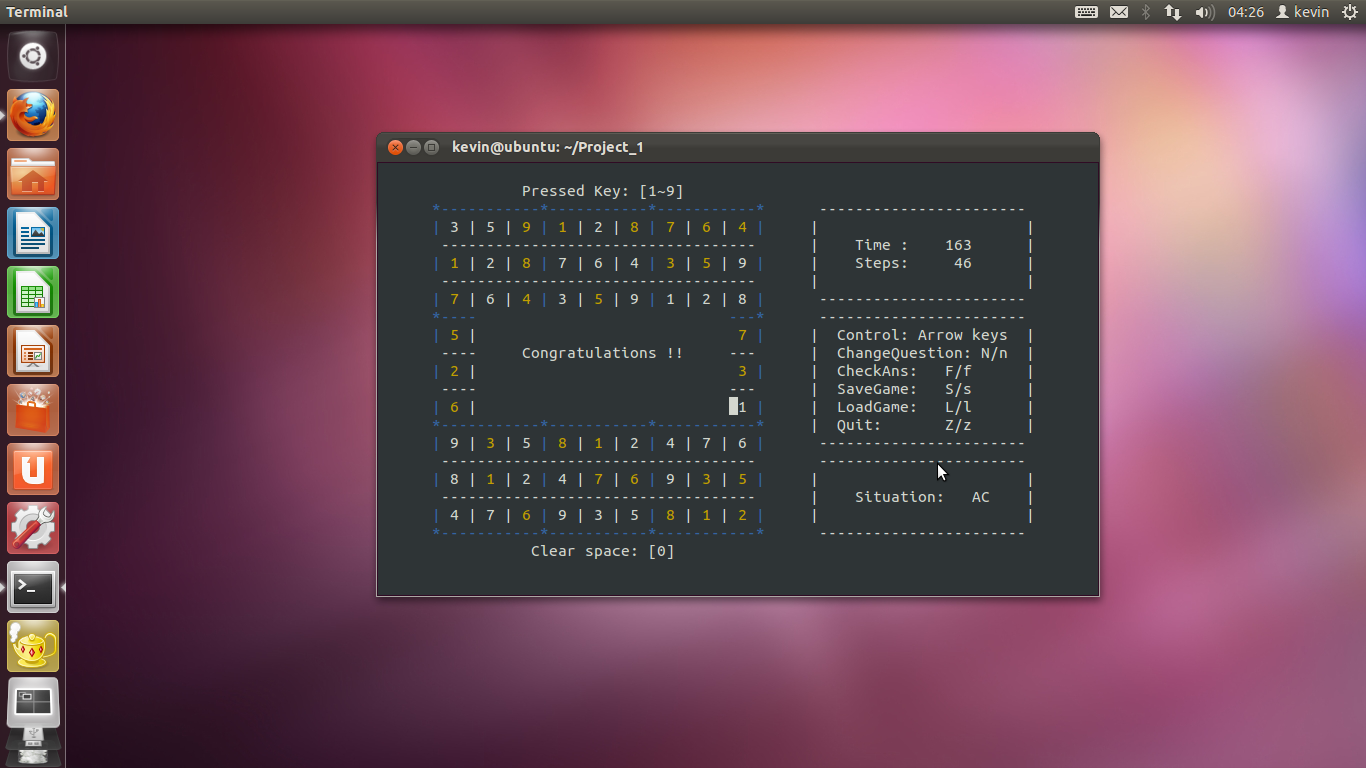 Terminal
04:26 kevin
kevin@ubuntu: ~/Project_1
Pressed Key: [1~9]
*-----------*-----------*-----------*
| 3 | 5 | 9 | 1 | 2 | 8 | 7 | 6 | 4 |
-----------------------------------
| 1 | 2 | 8 | 7 | 6 | 4 | 3 | 5 | 9 |
-----------------------------------
| 7 | 6 | 4 | 3 | 5 | 9 | 1 | 2 | 8 |
*---- ---*
| 5 | 7 |
---- Congratulations !! ---
| 2 | 3 |
---- ---
| 6 | 1 |
*-----------*-----------*-----------*
| 9 | 3 | 5 | 8 | 1 | 2 | 4 | 7 | 6 |
-----------------------------------
| 8 | 1 | 2 | 4 | 7 | 6 | 9 | 3 | 5 |
-----------------------------------
| 4 | 7 | 6 | 9 | 3 | 5 | 8 | 1 | 2 |
*-----------*-----------*-----------*
Clear space: [0]
-----------------------
| |
| Time : 163 |
| Steps: 46 |
| |
-----------------------
-----------------------
| Control: Arrow keys |
| ChangeQuestion: N/n |
| CheckAns: F/f |
| SaveGame: S/s |
| LoadGame: L/l |
| Quit: Z/z |
-----------------------
-----------------------
| |
| Situation: AC |
| |
-----------------------